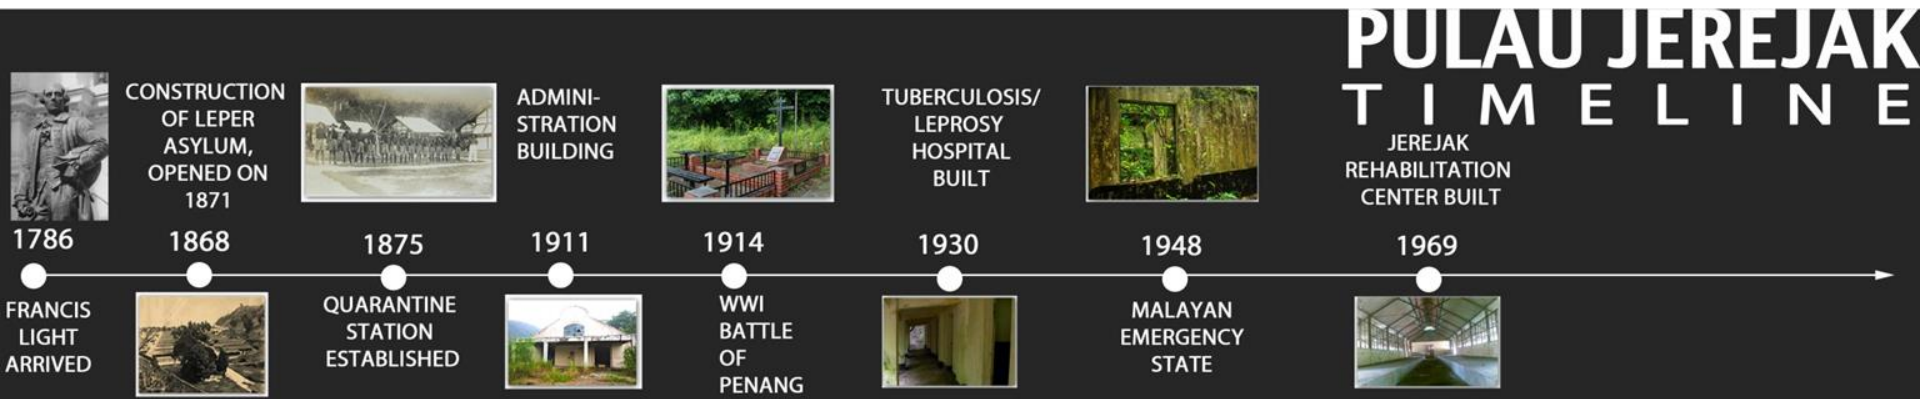 PULAU JEREJAK
TIMELINE
1786
FRANCIS
LIGHT
ARRIVED
CONSTRUCTION
OF LEPER
ASYLUM,
OPENED ON
1871
1868
1875
QUARANTINE
STATION
ESTABLISHED
ADMINI-
STRATION
BUILDING
1911
1914
WWI
BATTLE
OF
PENANG
TUBERCULOSIS/
LEPROSY
HOSPITAL
BUILT
1930
1948
MALAYAN
EMERGENCY
STATE
JEREJAK
REHABILITATION
CENTER BUILT
1969